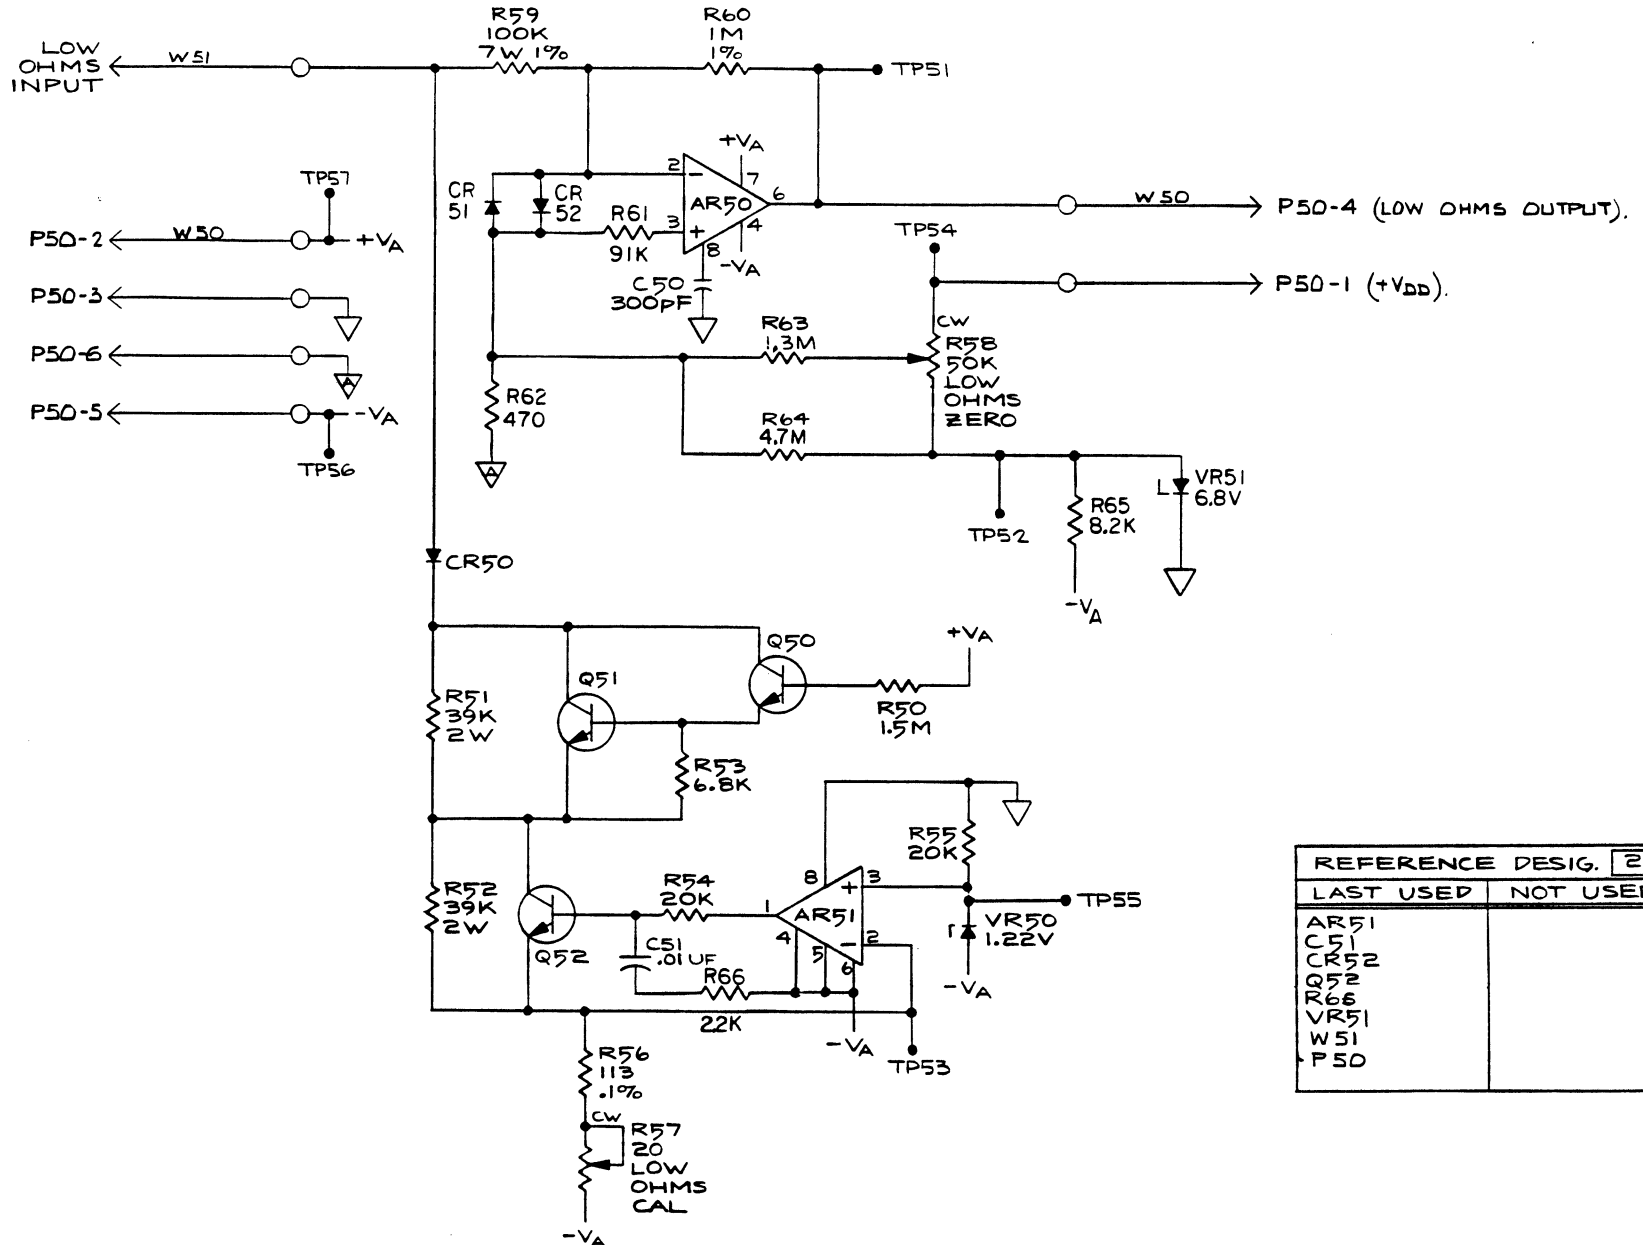 R59
100K
7W 1%
R60
1M
1%
LOW
OHMS
INPUT
W51
TP51
+VA
2
7
CR
51
CR
52
AR50
6
R61
91K
3
4
8
-VA
C50
300pF
W50
P50-4 (LOW OHMS OUTPUT).
TP57
P50-2
W50
+VA
P50-3
P50-6
A
P50-5
-VA
TP56
TP54
P50-1 (+VDD).
CW
R58
50K
LOW
OHMS
ZERO
R63
1.3M
R62
470
A
R64
4.7M
TP52
R65
8.2K
-VA
VR51
6.8V
CR50
+VA
Q50
Q51
R50
1.5M
R51
39K
2W
R53
6.8K
R55
20K
R52
39K
2W
Q52
R54
20K
8
3
1
AR51
4
5
6
2
C51
.01UF
R66
22K
TP55
VR50
1.22V
-VA
-VA
TP53
R56
113
.1%
CW
R57
20
LOW
OHMS
CAL
-VA
REFERENCE DESIG. 2
LAST USED NOT USED
AR51
C51
CR52
Q52
R66
VR51
W51
P50